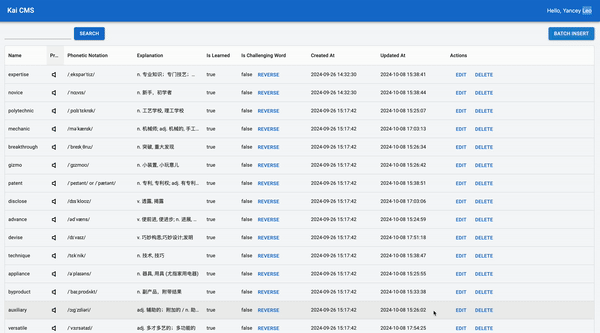 Kai CMS
Hello, Yancey Leo
SEARCH
BATCH INSERT
Name Pr... Phonetic Notation Explanation Is Learned Is Challenging Word Created At Updated At Actions
expertise n. 专业知识；专门技艺；... true false REVERSE 2024-09-26 14:32:30 2024-10-08 15:38:41 EDIT DELETE
novice n. 新手，初学者 true false REVERSE 2024-09-26 14:32:30 2024-10-08 15:38:44 EDIT DELETE
polytechnic n. 工艺学校, 理工学校 true false REVERSE 2024-09-26 15:17:42 2024-10-08 15:25:07 EDIT DELETE
mechanic n. 机械师; adj. 机械的, 手工... true false REVERSE 2024-09-26 15:17:42 2024-10-08 17:03:13 EDIT DELETE
breakthrough n. 突破, 重大发现 true false REVERSE 2024-09-26 15:17:42 2024-10-08 15:26:34 EDIT DELETE
gizmo n. 小装置, 小玩意儿 true false REVERSE 2024-09-26 15:17:42 2024-10-08 15:26:42 EDIT DELETE
patent n. 专利, 专利权; adj. 有专利... true false REVERSE 2024-09-26 15:17:42 2024-10-08 15:38:51 EDIT DELETE
disclose v. 透露, 揭露 true false REVERSE 2024-09-26 15:17:42 2024-10-08 17:03:06 EDIT DELETE
advance v. 使前进, 使进步; n. 进展, ... true false REVERSE 2024-09-26 15:17:42 2024-10-08 15:24:59 EDIT DELETE
devise v. 巧妙构思,巧妙设计;发明 true false REVERSE 2024-09-26 15:17:42 2024-10-08 17:51:18 EDIT DELETE
technique n. 技术, 技巧 true false REVERSE 2024-09-26 15:17:42 2024-10-08 15:38:47 EDIT DELETE
appliance n. 器具, 用具 (尤指家用电器) true false REVERSE 2024-09-26 15:17:42 2024-10-08 15:25:55 EDIT DELETE
byproduct n. 副产品，附带结果 true false REVERSE 2024-09-26 15:17:42 2024-10-08 15:33:38 EDIT DELETE
auxiliary adj. 辅助的；附加的 / n. 助... true false REVERSE 2024-09-26 15:17:42 2024-10-08 15:26:02 EDIT DELETE
versatile adj. 多才多艺的；多功能的 true false REVERSE 2024-09-26 15:17:42 2024-10-08 17:54:25 EDIT DELETE